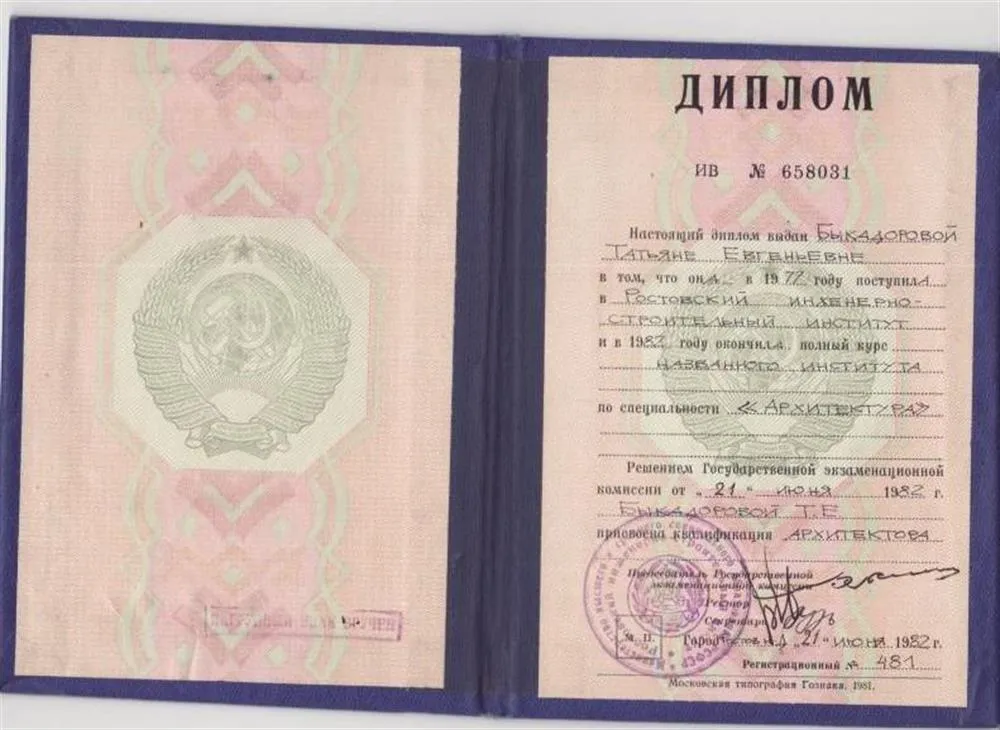 НАГРУДНЫЙ ЗНАК ВРУЧЕН
ДИПЛОМ
ИВ № 658031
Настоящий диплом выдан БЫКАДОРОВОЙ
ТАТЬЯНЕ ЕВГЕНЬЕВНЕ
в том, что она в 1977 году поступила
в РОСТОВСКИЙ ИНЖЕНЕРНО-
СТРОИТЕЛЬНЫЙ ИНСТИТУТ
и в 1982 году окончила полный курс
НАЗВАННОГО ИНСТИТУТА
по специальности «АРХИТЕКТУРА»
Решением Государственной экзаменационной
комиссии от „21“ ИЮНЯ 1982 г.
БЫКАДОРОВОЙ Т.Е
присвоена квалификация АРХИТЕКТОРА
Председатель Государственной
экзаменационной комиссии
Ректор
Секретарь
М. П. Город Ростов н/Д „21“ ИЮНЯ 1982 г.
Регистрационный № 481
Московская типография Гознака. 1981.